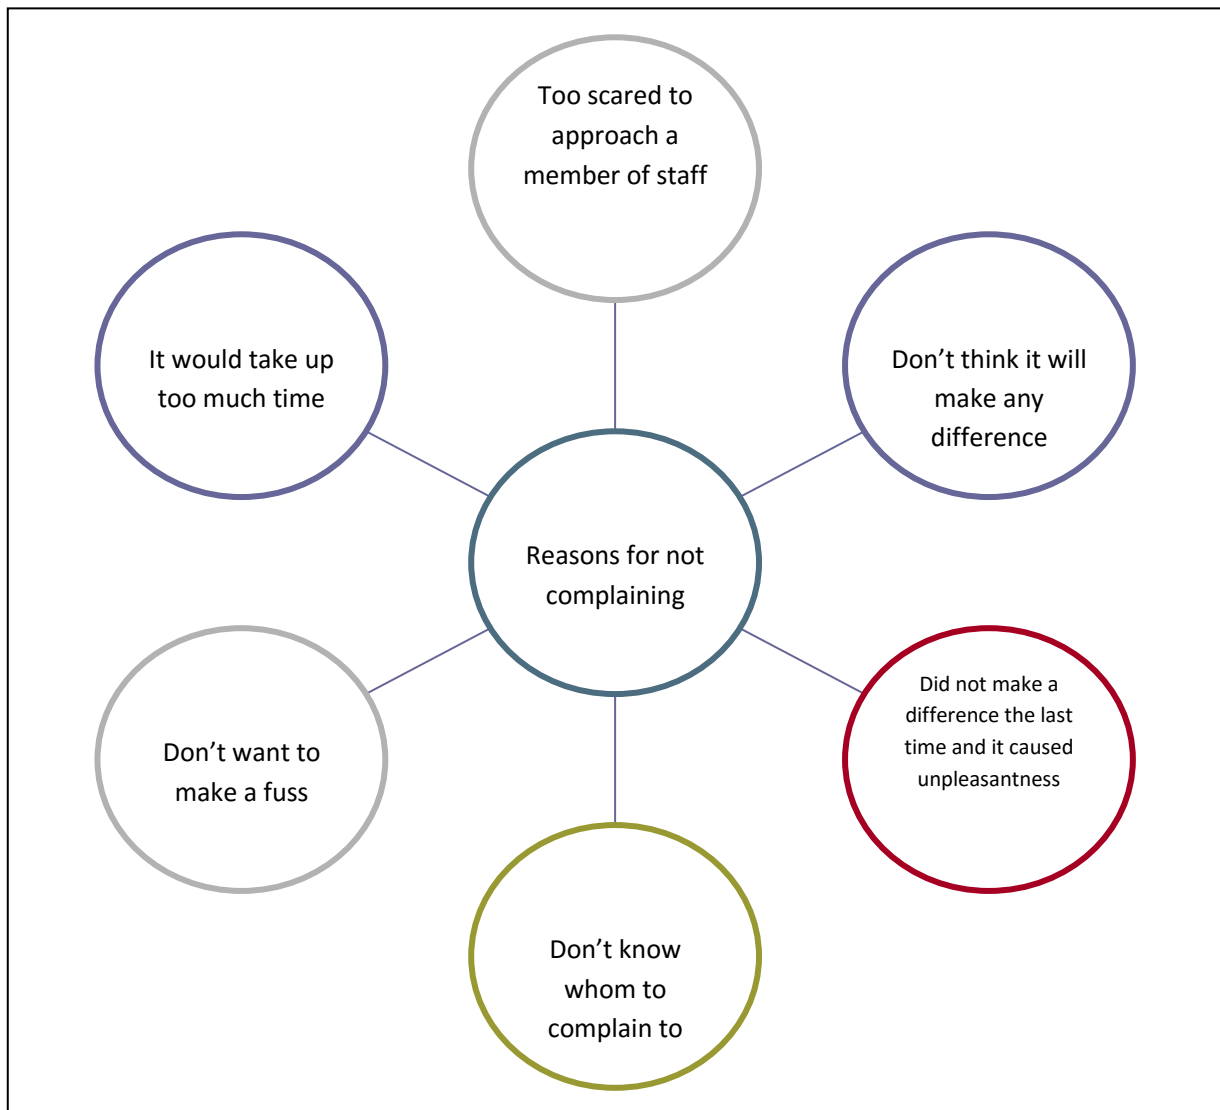 Too scared to
approach a
member of staff
It would take up
too much time
Don’t think it will
make any
difference
Reasons for not
complaining
Don’t want to
make a fuss
Did not make a
difference the last
time and it caused
unpleasantness
Don’t know
whom to
complain to